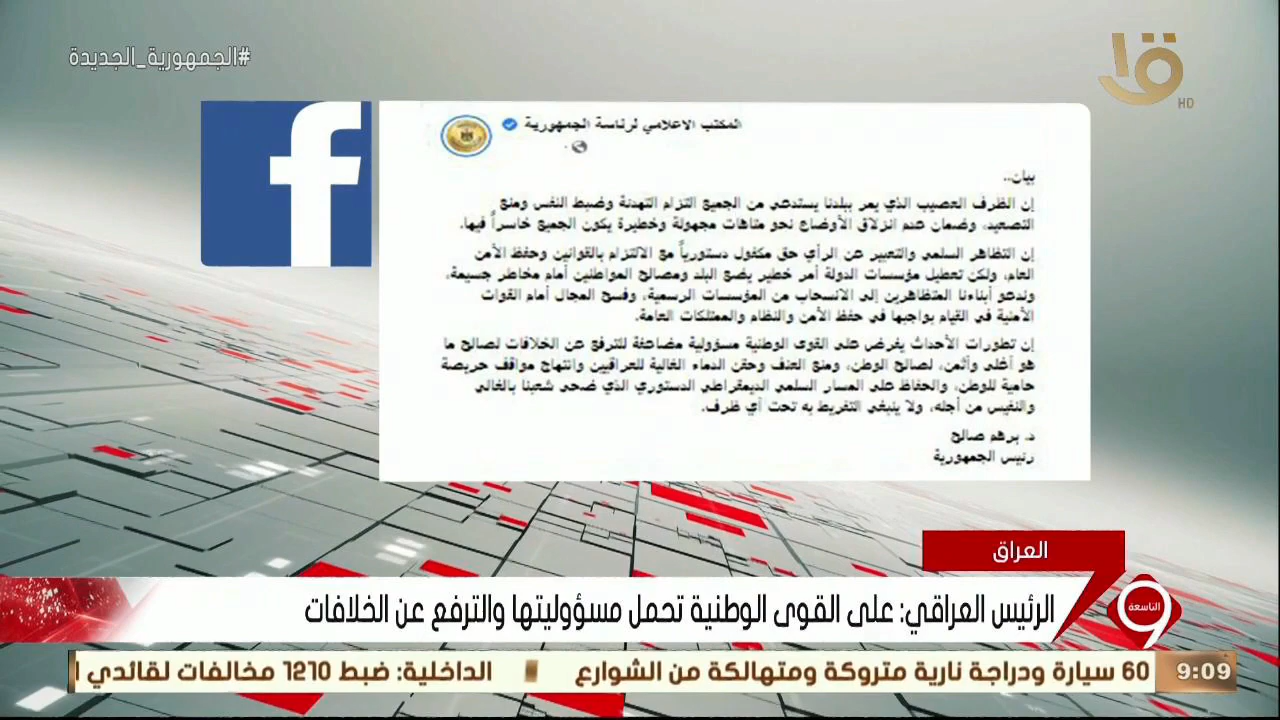 #الجمهورية_الجديدة
HD
المكتب الاعلامي لرئاسة الجمهورية
بيان..
إن الظرف العصيب الذي يمر ببلدنا يستدعي من الجميع التزام التهدئة وضبط النفس ومنع
التصعيد، وضمان عدم انزلاق الأوضاع نحو متاهات مجهولة وخطيرة يكون الجميع خاسراً فيها.
إن التظاهر السلمي والتعبير عن الرأي حق مكفول دستورياً مع الالتزام بالقوانين وحفظ الأمن
العام، ولكن تعطيل مؤسسات الدولة أمر خطير يضع البلد ومصالح المواطنين أمام مخاطر جسيمة،
وندعو أبناءنا المتظاهرين إلى الانسحاب من المؤسسات الرسمية، وفسح المجال أمام القوات
الأمنية في القيام بواجبها في حفظ الأمن والنظام والممتلكات العامة.
إن تطورات الأحداث يفرض على القوى الوطنية مسؤولية مضاعفة للترفع عن الخلافات لصالح ما
هو أغلى وأثمن، لصالح الوطن، ومنع العنف وحقن الدماء الغالية للعراقيين وانتهاج مواقف حريصة
حامية للوطن، والحفاظ على المسار السلمي الديمقراطي الدستوري الذي ضحى شعبنا بالغالي
والنفيس من أجله، ولا ينبغي التفريط به تحت أي ظرف.
د. برهم صالح
رئيس الجمهورية
العراق
الرئيس العراقي: على القوى الوطنية تحمل مسؤوليتها والترفع عن الخلافات
التاسعة
9
9:09
60 سيارة ودراجة نارية متروكة ومتهالكة من الشوارع
الداخلية: ضبط 1210 مخالفات لقائدي ا